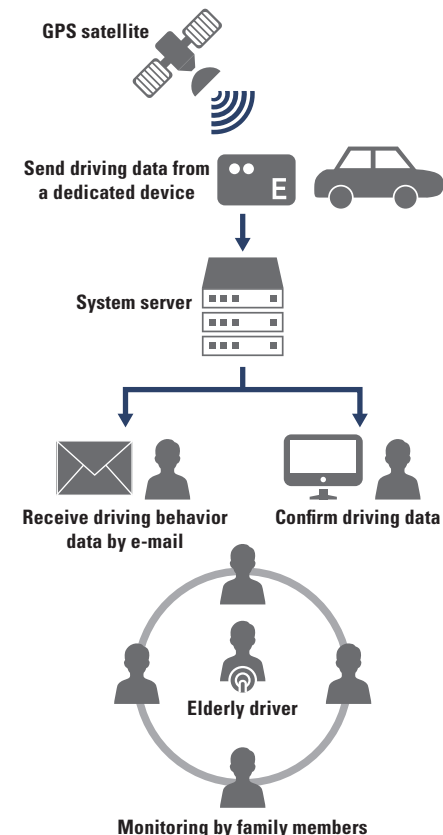 GPS satellite
Send driving data from
a dedicated device
E
System server
Receive driving behavior
data by e-mail
Confirm driving data
Elderly driver
Monitoring by family members